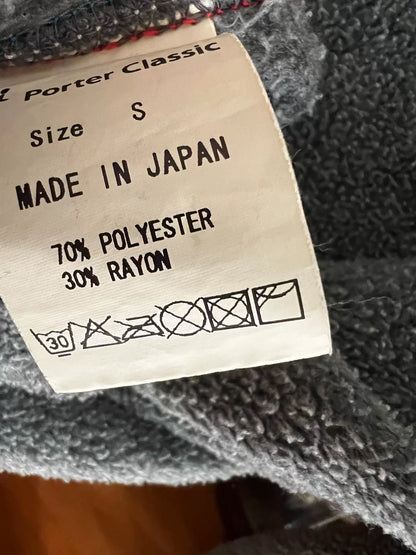 Porter Classic
Size S
MADE IN JAPAN
70% POLYESTER
30% RAYON
30